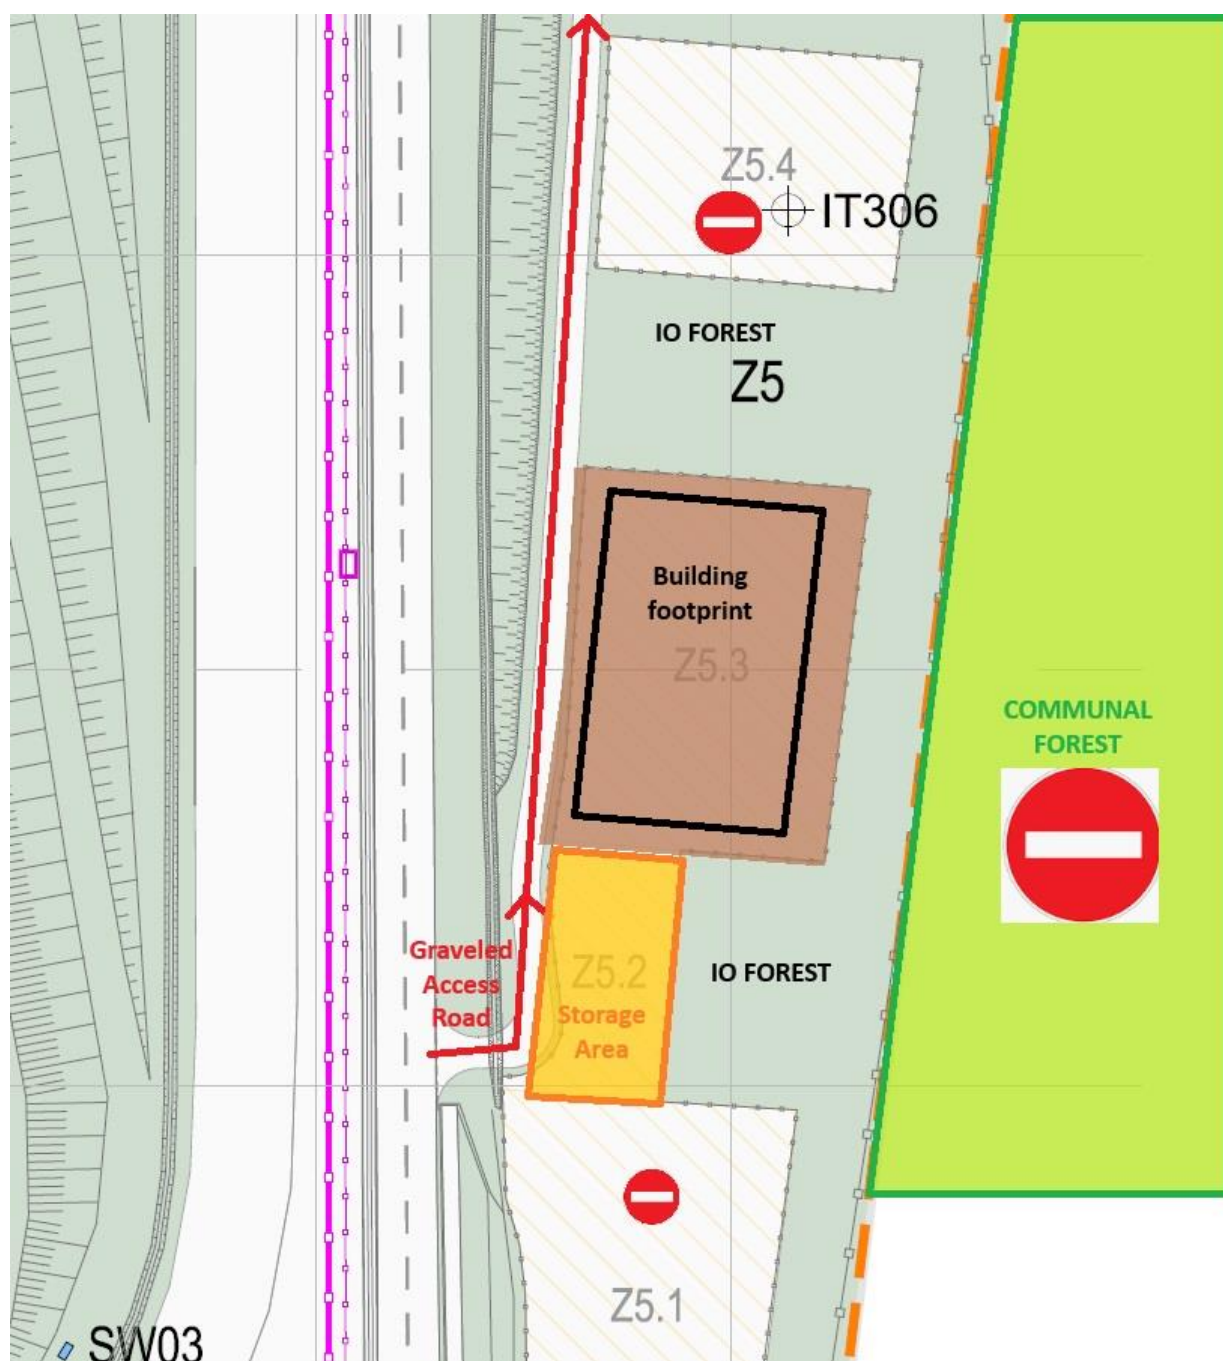 Z5.4
IT306
IO FOREST
Z5
Building
footprint
Z5.3
COMMUNAL
FOREST
Graveled
Access
Road
Z5.2
Storage
Area
IO FOREST
Z5.1
SW03